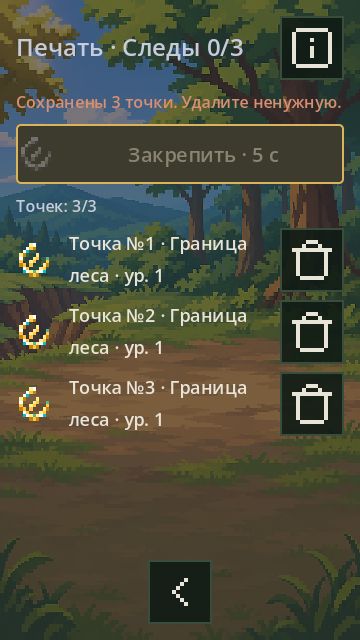 Печать · Следы 0/3
Сохранены 3 точки. Удалите ненужную.
Закрепить · 5 с
Точек: 3/3
Точка №1 · Граница
леса · ур. 1
Точка №2 · Граница
леса · ур. 1
Точка №3 · Граница
леса · ур. 1